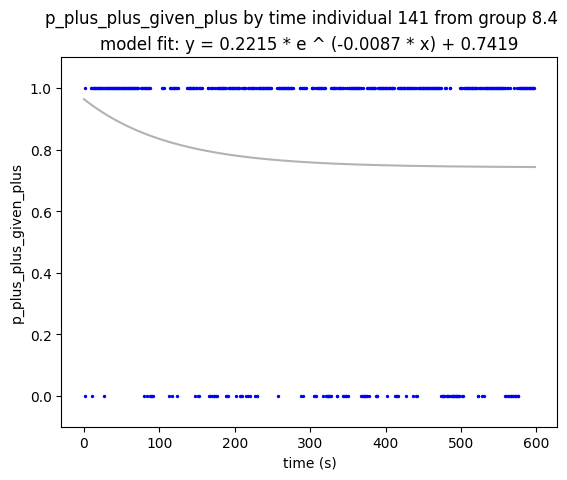 p_plus_plus_given_plus by time individual 141 from group 8.4
model fit: y = 0.2215 * e ^ (-0.0087 * x) + 0.7419
1.0
0.8
0.6
0.4
0.2
0.0
p_plus_plus_given_plus
0 100 200 300 400 500 600
time (s)